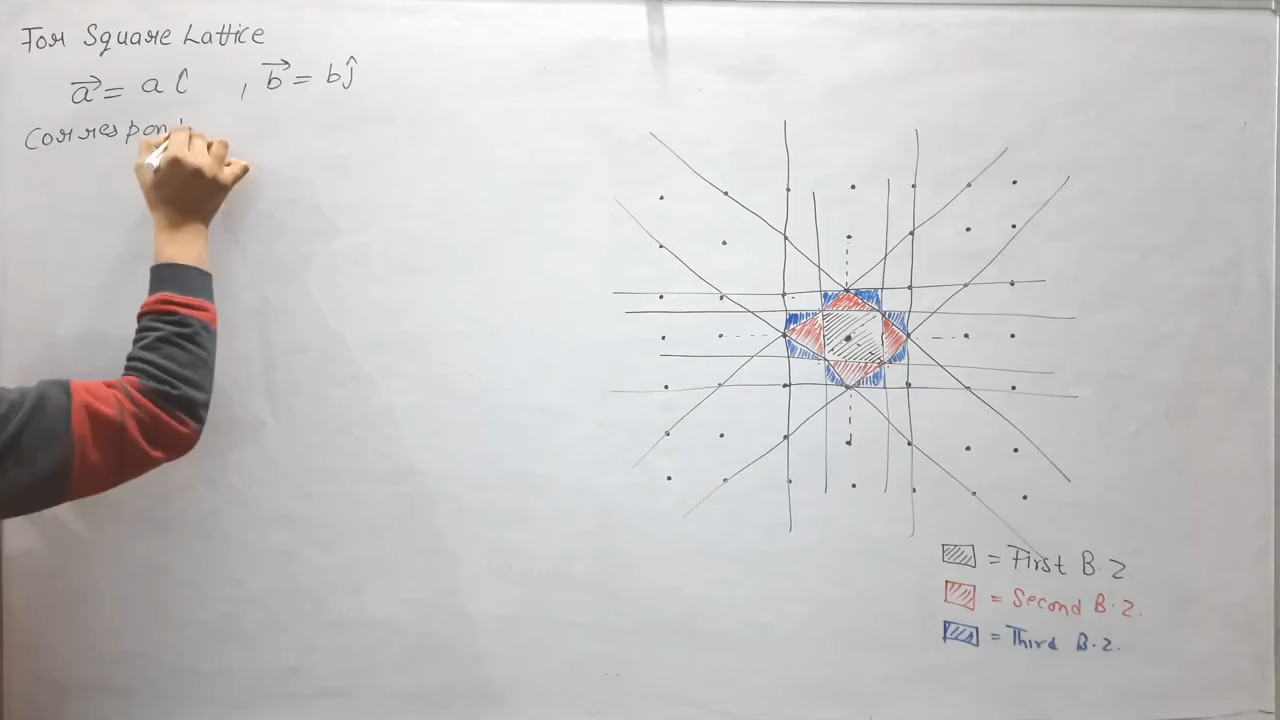 For Square Lattice
a⃗ = a î , b⃗ = b ĵ
Correspon
= First B.Z.
= Second B.Z.
= Third B.Z.